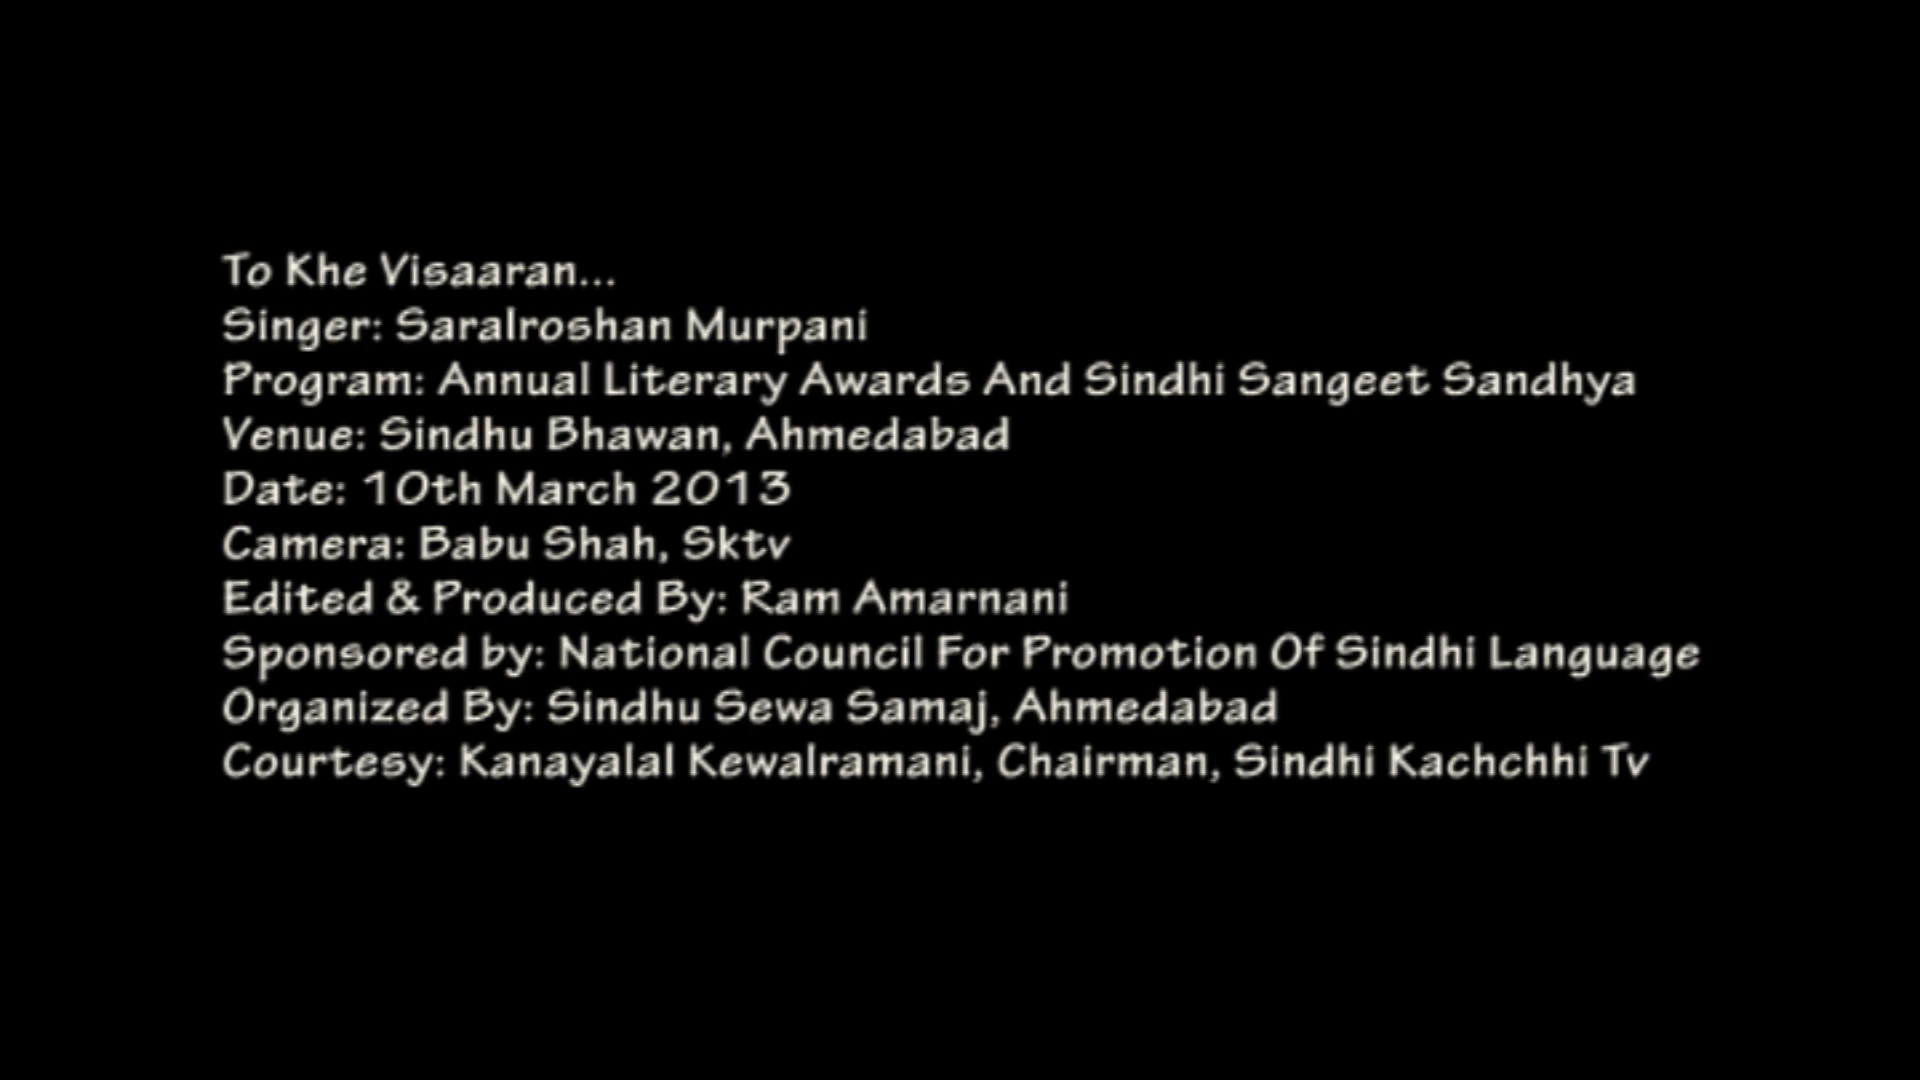 To Khe Visaaran...
Singer: Saralroshan Murpani
Program: Annual Literary Awards And Sindhi Sangeet Sandhya
Venue: Sindhu Bhawan, Ahmedabad
Date: 10th March 2013
Camera: Babu Shah, Sktv
Edited & Produced By: Ram Amarnani
Sponsored by: National Council For Promotion Of Sindhi Language
Organized By: Sindhu Sewa Samaj, Ahmedabad
Courtesy: Kanayalal Kewalramani, Chairman, Sindhi Kachchhi Tv